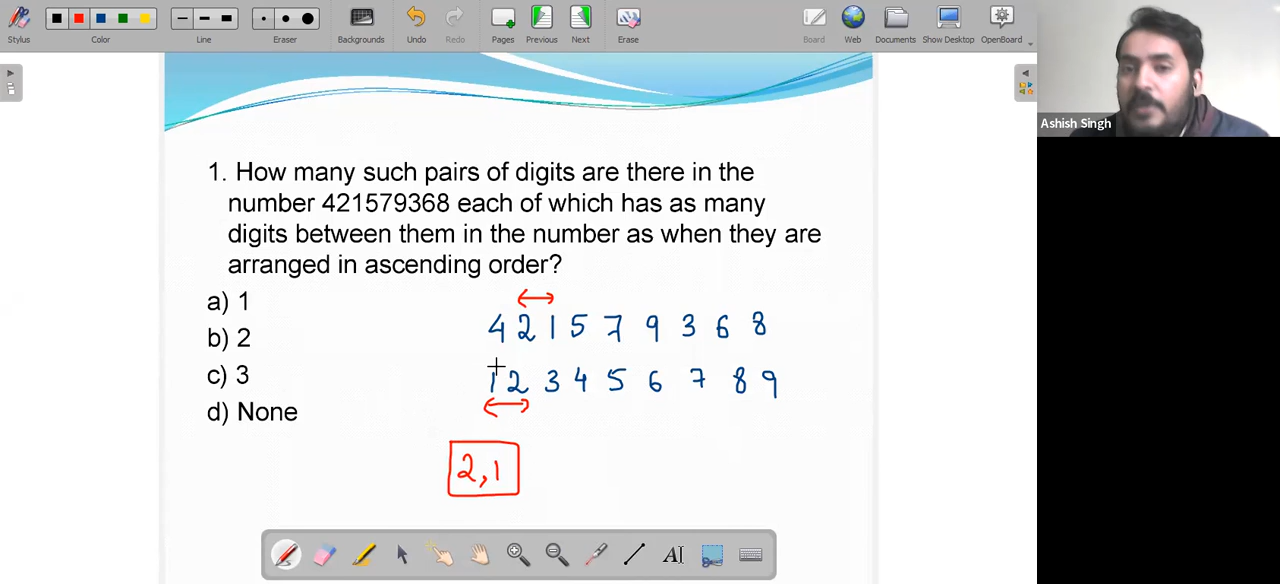 Stylus Color Line Eraser Backgrounds Undo Redo Pages Previous Next Erase Board Web Documents Show Desktop OpenBoard
Ashish Singh
1. How many such pairs of digits are there in the
number 421579368 each of which has as many
digits between them in the number as when they are
arranged in ascending order?
a) 1
b) 2
c) 3
d) None
4 2 1 5 7 9 3 6 8
1 2 3 4 5 6 7 8 9
2,1
AI